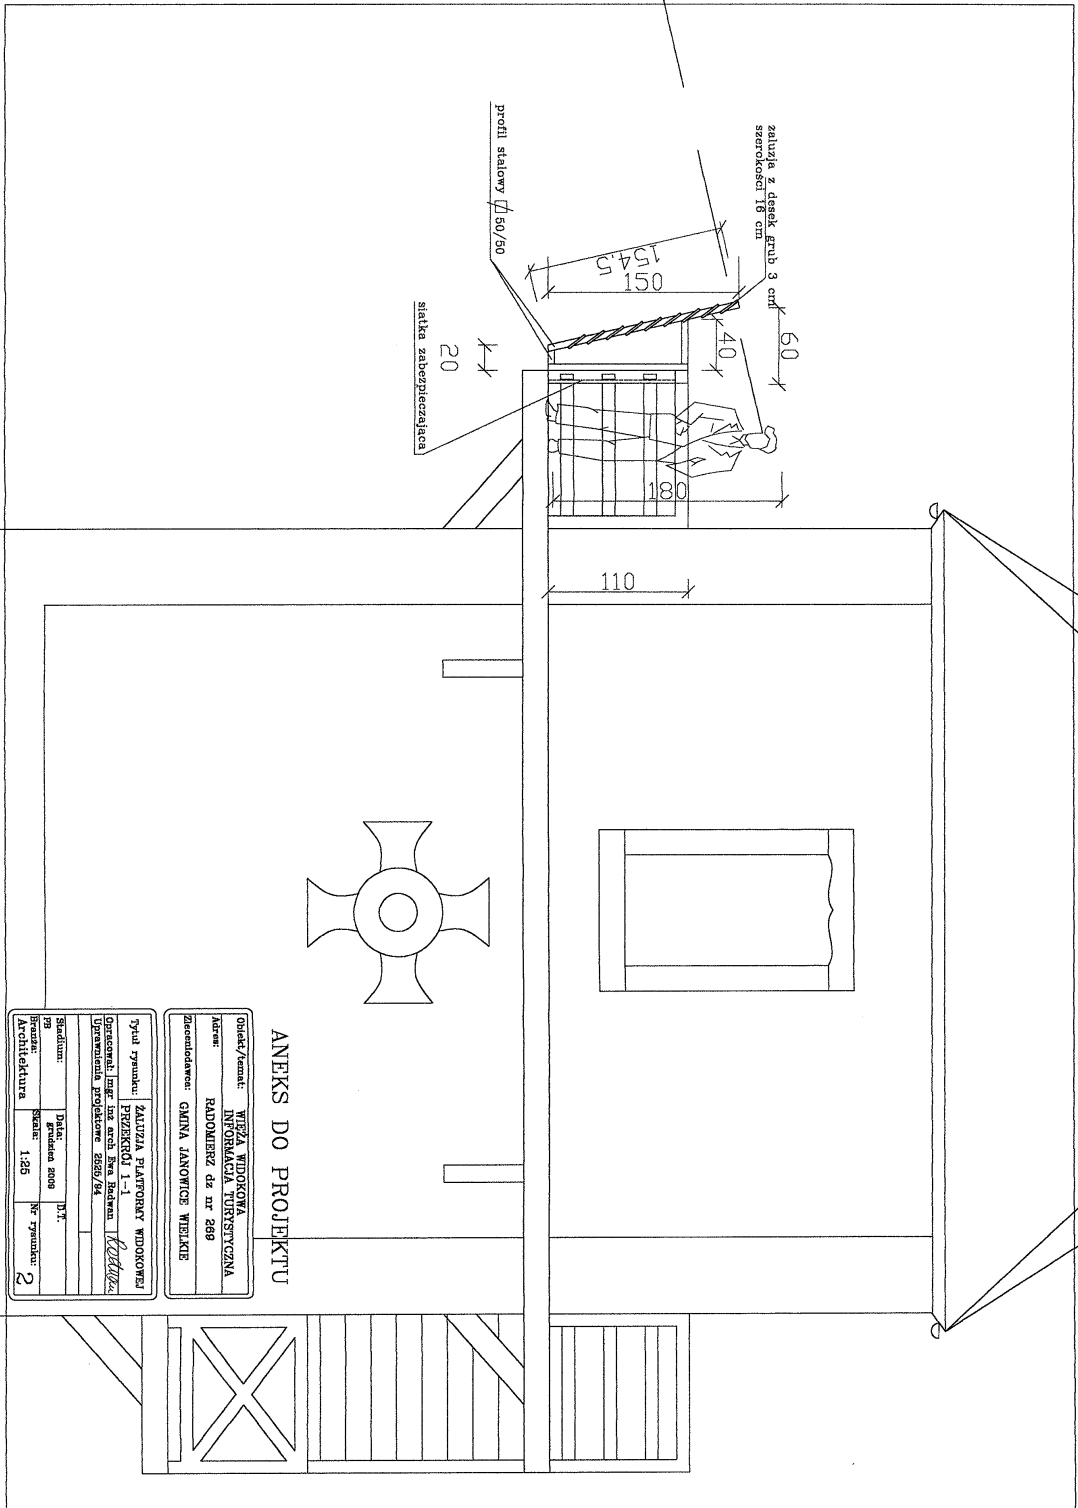 żaluzja z desek grub 3 cm
szerokości 16 cm
profil stalowy 50/50
siatka zabezpieczająca
154.5
150
60
40
20
180
110
ANEKS DO PROJEKTU
Obiekt/temat: WIEŻA WIDOKOWA
INFORMACJA TURYSTYCZNA
Adres: RADOMIERZ dz nr 269
Zleceniodawca: GMINA JANOWICE WIELKIE
Tytuł rysunku: ŻALUZJA PLATFORMY WIDOKOWEJ
PRZEKRÓJ 1-1
Opracował: mgr inż arch Ewa Radwan Radwan
Uprawnienia projektowe 2525/94
Stadium: Data: D.T.
PB grudzień 2009
Branża: Skala: Nr rysunku:
Architektura 1:25 2